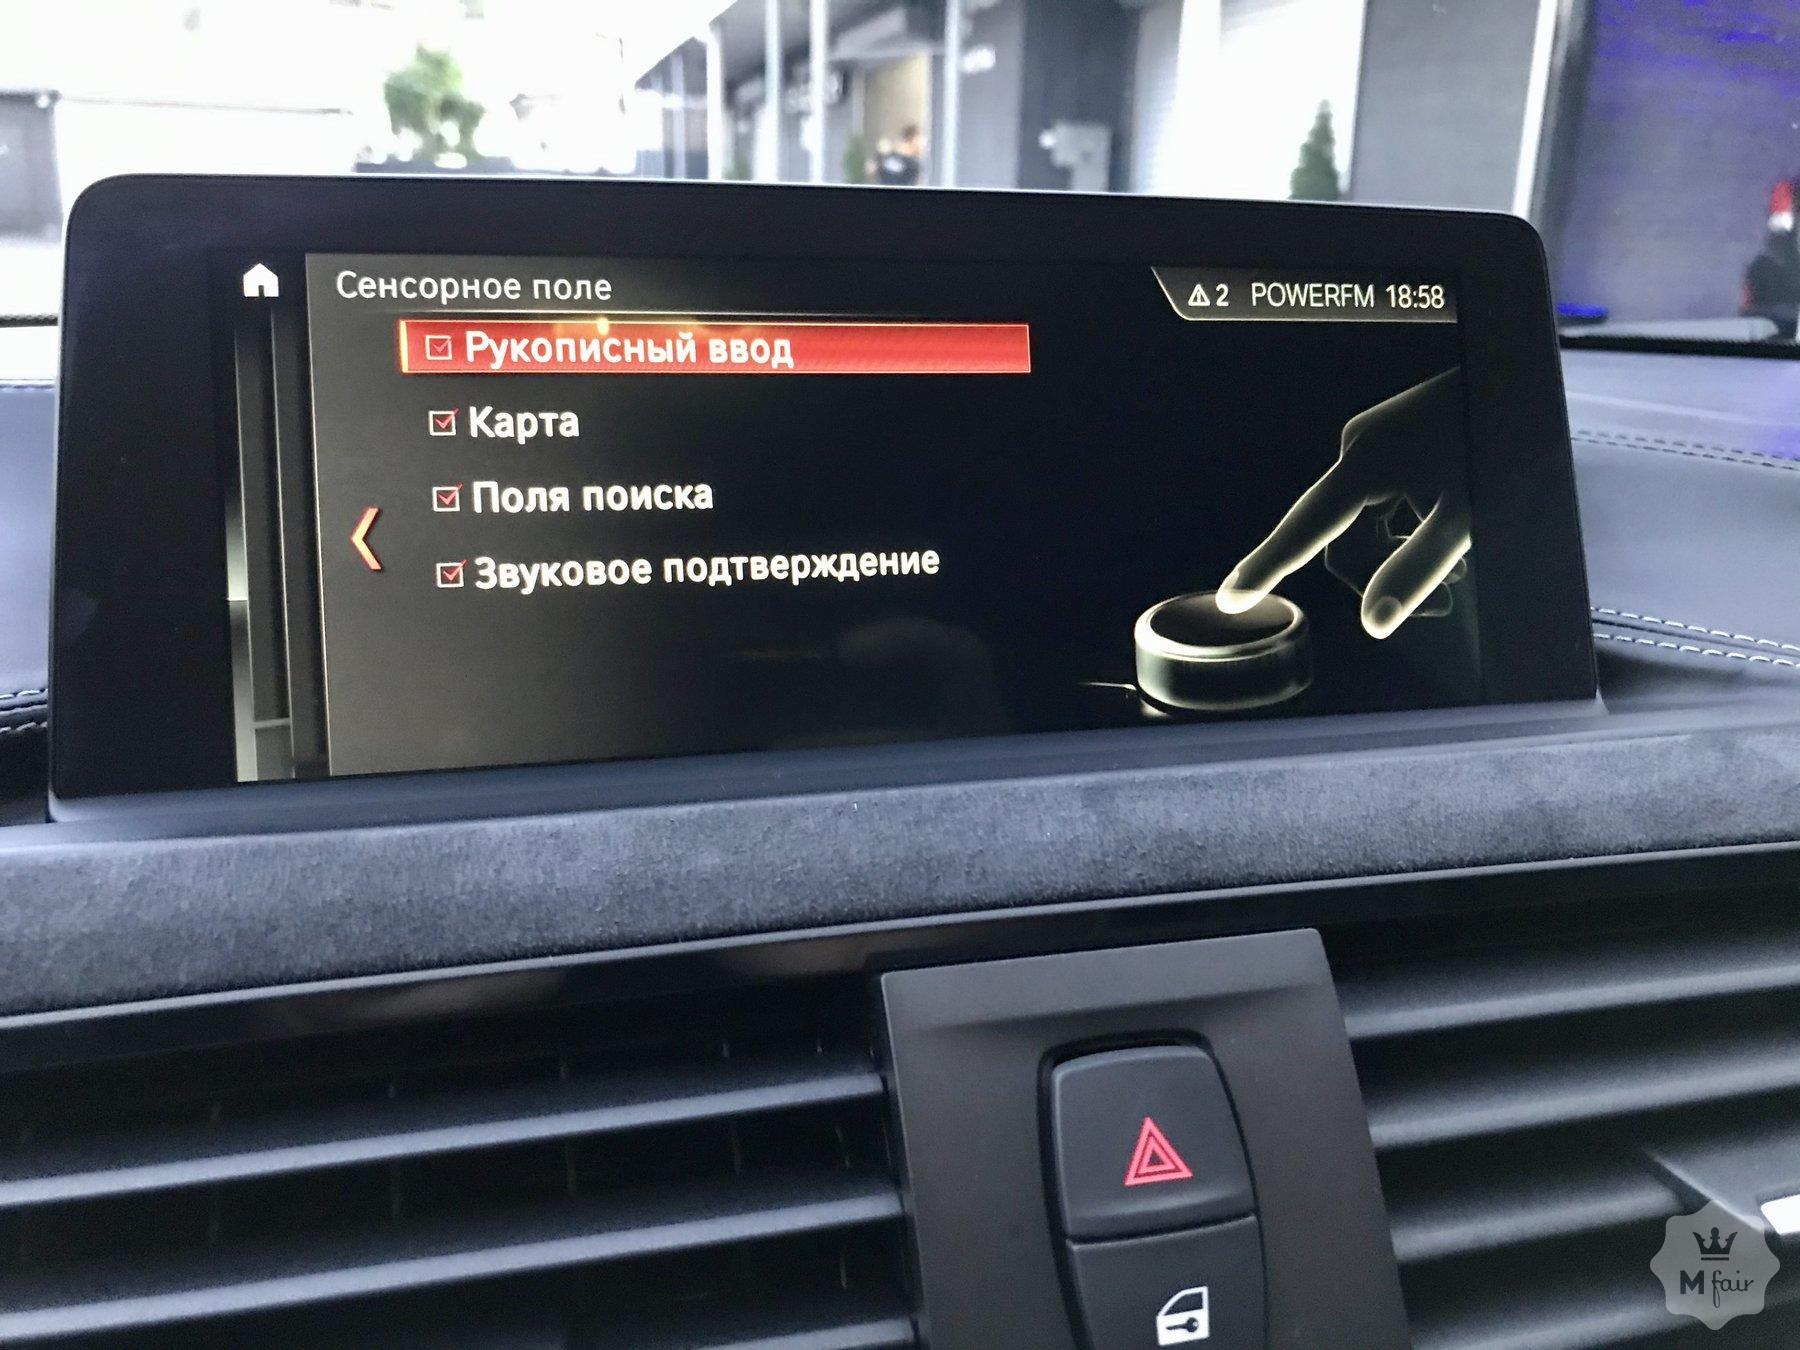 Сенсорное поле
2 POWERFM 18:58
Рукописный ввод
Карта
Поля поиска
Звуковое подтверждение
M fair